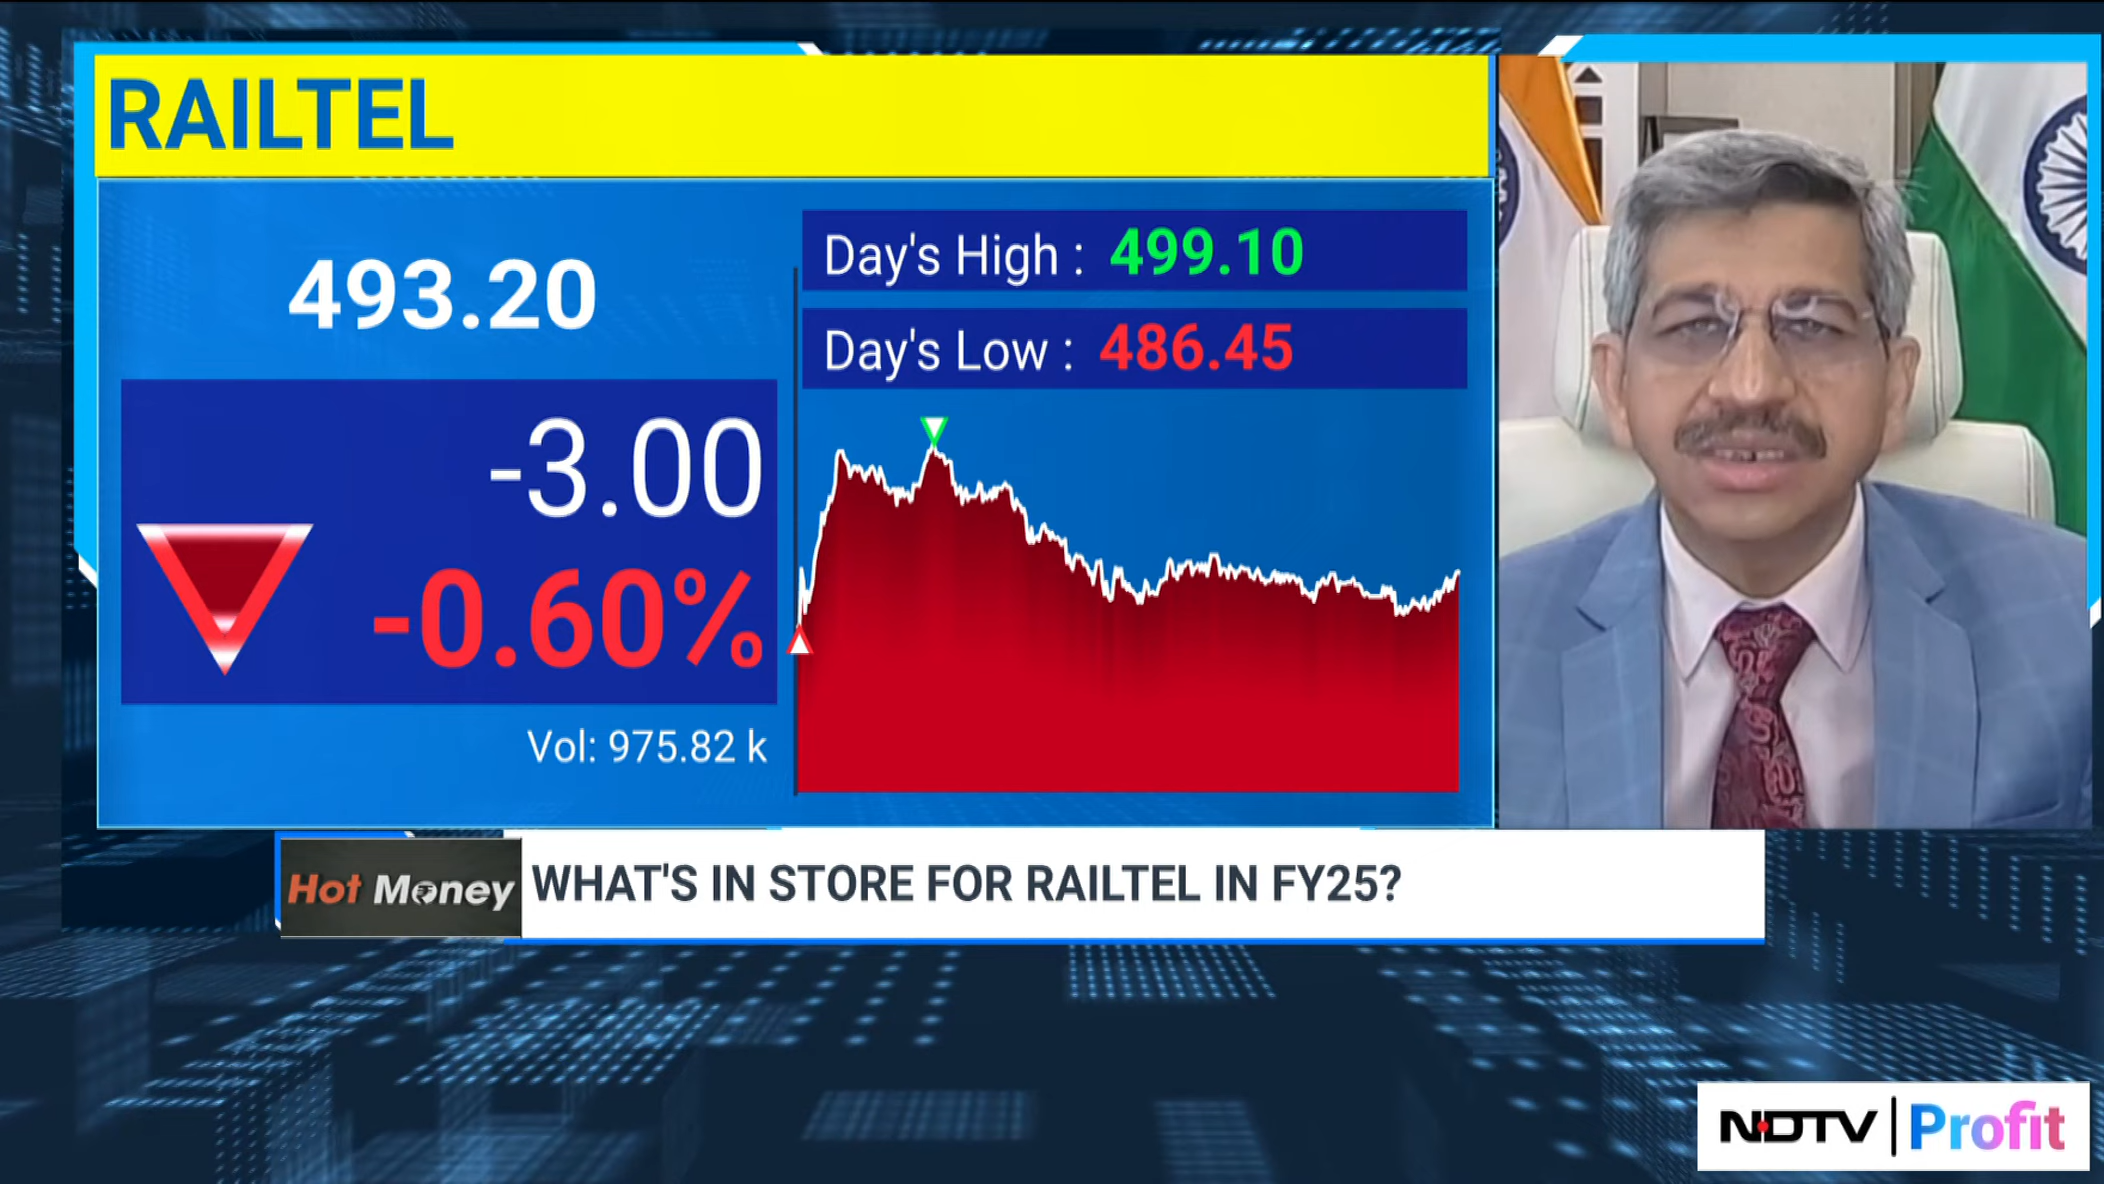 RAILTEL
493.20
-3.00
-0.60%
Vol: 975.82 k
Day's High : 499.10
Day's Low : 486.45
Hot Money
WHAT'S IN STORE FOR RAILTEL IN FY25?
NDTV | Profit